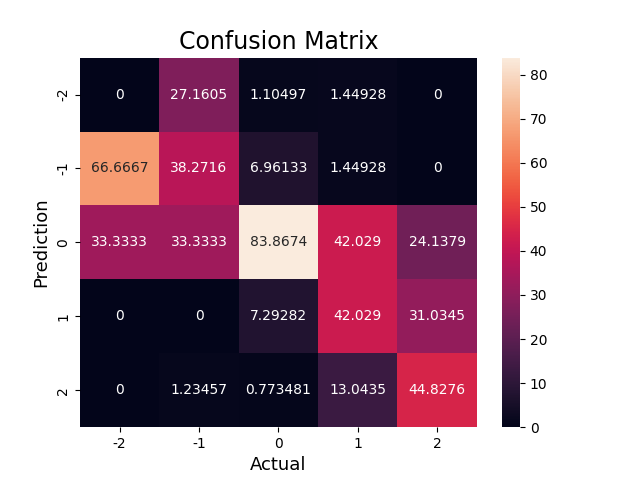 Confusion Matrix
-2 0 27.1605 1.10497 1.44928 0
-1 66.6667 38.2716 6.96133 1.44928 0
0 33.3333 33.3333 83.8674 42.029 24.1379
1 0 0 7.29282 42.029 31.0345
2 0 1.23457 0.773481 13.0435 44.8276
-2 -1 0 1 2
Prediction
Actual
80
70
60
50
40
30
20
10
0